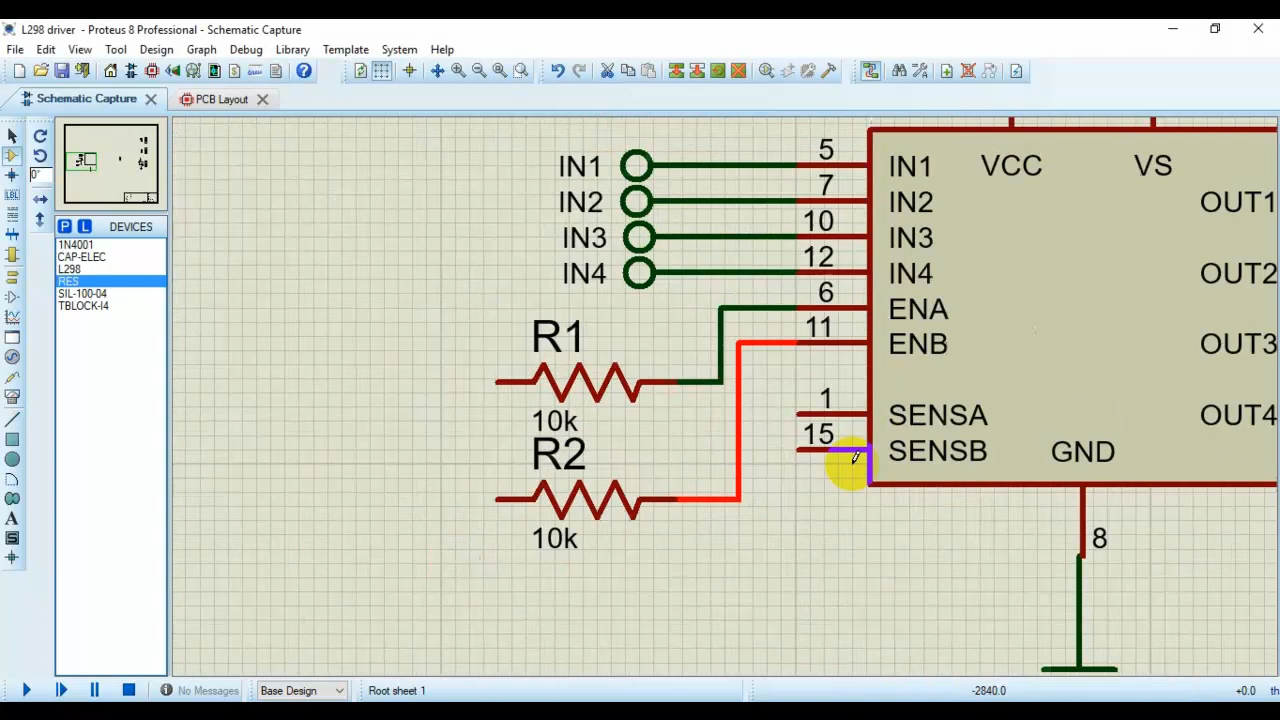 L298 driver - Proteus 8 Professional - Schematic Capture
File Edit View Tool Design Graph Debug Library Template System Help
Schematic Capture PCB Layout
0°
LBL
P L DEVICES
1N4001
CAP-ELEC
L298
RES
SIL-100-04
TBLOCK-I4
IN1 5 IN1 VCC VS
IN2 7 IN2 OUT1
IN3 10 IN3
IN4 12 IN4 OUT2
6 ENA
R1 11 ENB OUT3
10k 1 SENSA OUT4
R2 15 SENSB GND
10k 8
No Messages Base Design Root sheet 1 -2840.0 +0.0 th